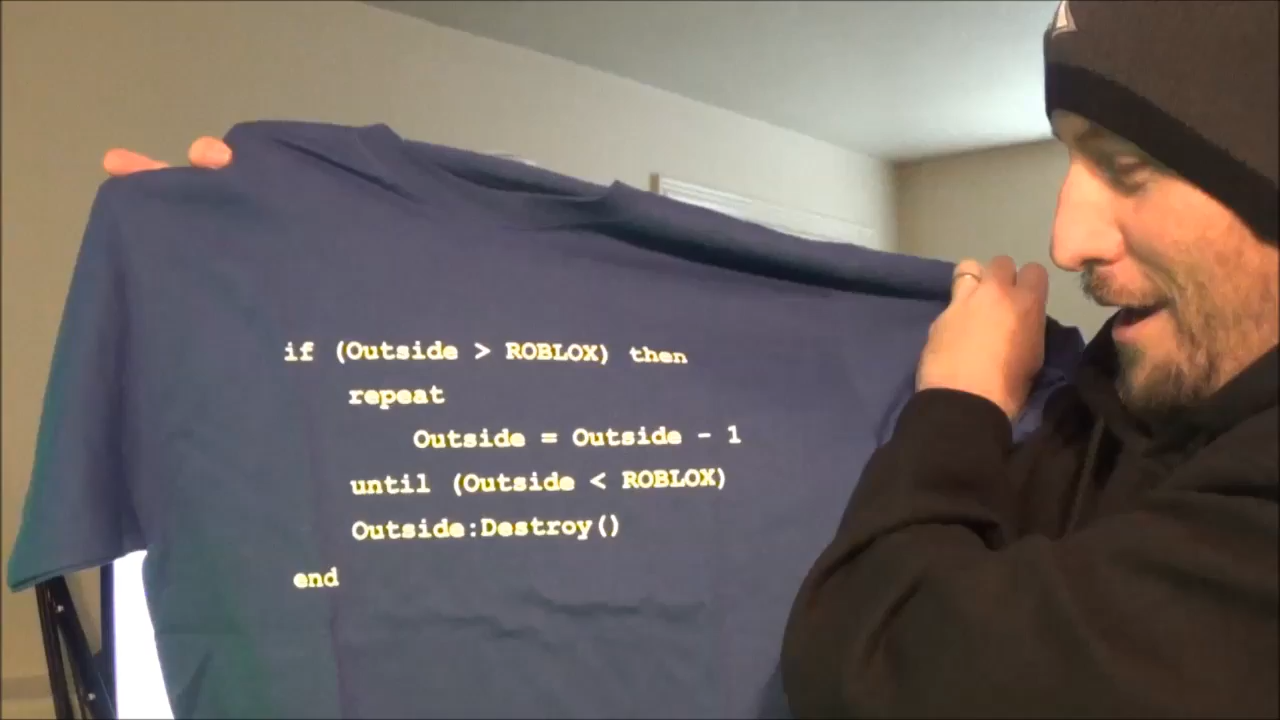 if (Outside > ROBLOX) then
repeat
Outside = Outside - 1
until (Outside < ROBLOX)
Outside:Destroy()
end